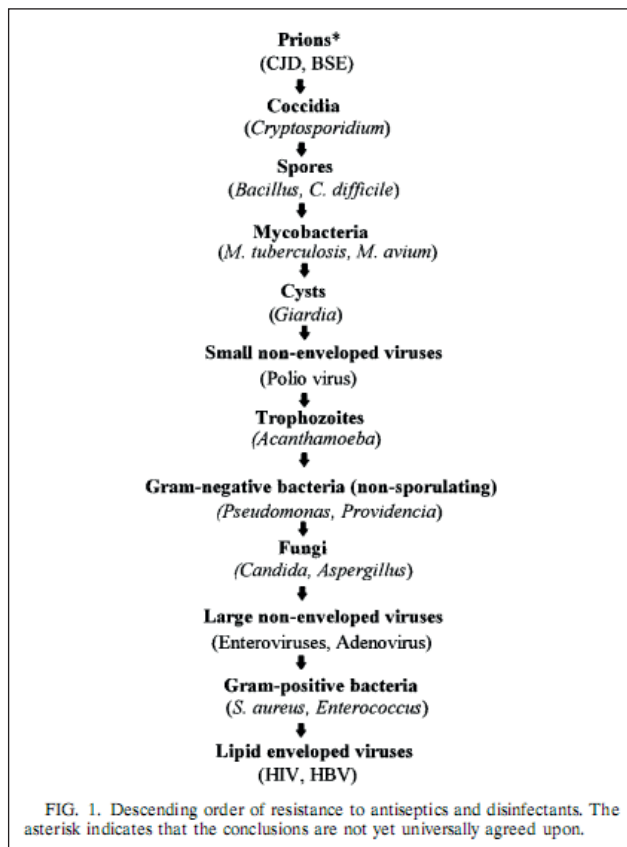 Prions*
(CJD, BSE)
Coccidia
(Cryptosporidium)
Spores
(Bacillus, C. difficile)
Mycobacteria
(M. tuberculosis, M. avium)
Cysts
(Giardia)
Small non-enveloped viruses
(Polio virus)
Trophozoites
(Acanthamoeba)
Gram-negative bacteria (non-sporulating)
(Pseudomonas, Providencia)
Fungi
(Candida, Aspergillus)
Large non-enveloped viruses
(Enteroviruses, Adenovirus)
Gram-positive bacteria
(S. aureus, Enterococcus)
Lipid enveloped viruses
(HIV, HBV)
FIG. 1. Descending order of resistance to antiseptics and disinfectants. The
asterisk indicates that the conclusions are not yet universally agreed upon.